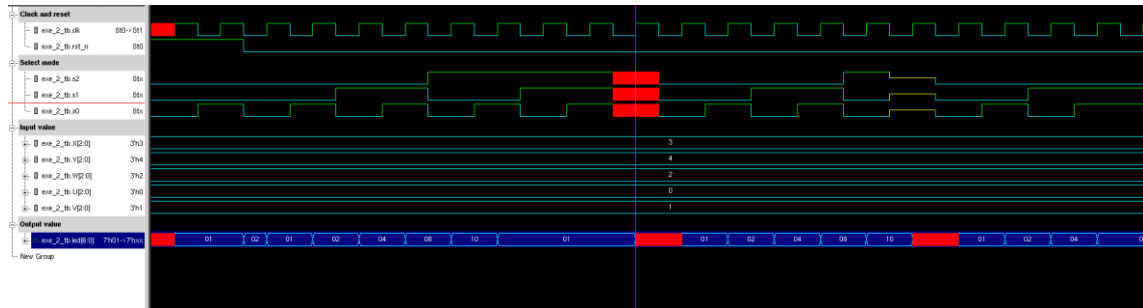 Clock and reset
exe_2_tb.clk St0->St1
exe_2_tb.rst_n St0
Select mode
exe_2_tb.s2 Stx
exe_2_tb.s1 Stx
exe_2_tb.s0 Stx
Input value
exe_2_tb.X[2:0] 3'h3 3
exe_2_tb.Y[2:0] 3'h4 4
exe_2_tb.W[2:0] 3'h2 2
exe_2_tb.U[2:0] 3'h0 0
exe_2_tb.V[2:0] 3'h1 1
Output value
exe_2_tb.led[6:0] 7'h01->7'hxx 01 02 01 02 04 08 10 01 01 02 04 08 10 01 02 04 0
New Group